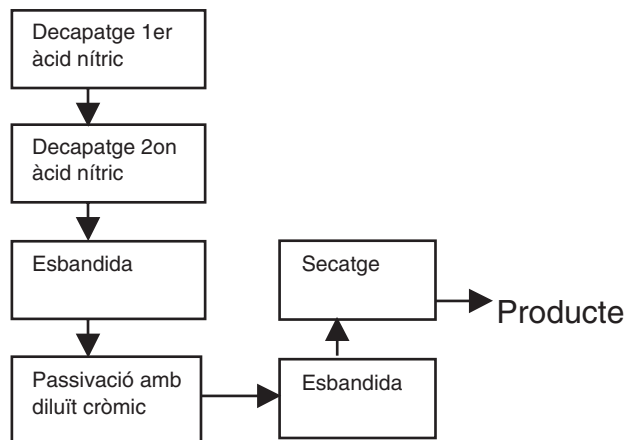 Decapatge 1er
àcid nítric
Decapatge 2on
àcid nítric
Esbandida
Passivació amb
diluït cròmic
Esbandida
Secatge
Producte